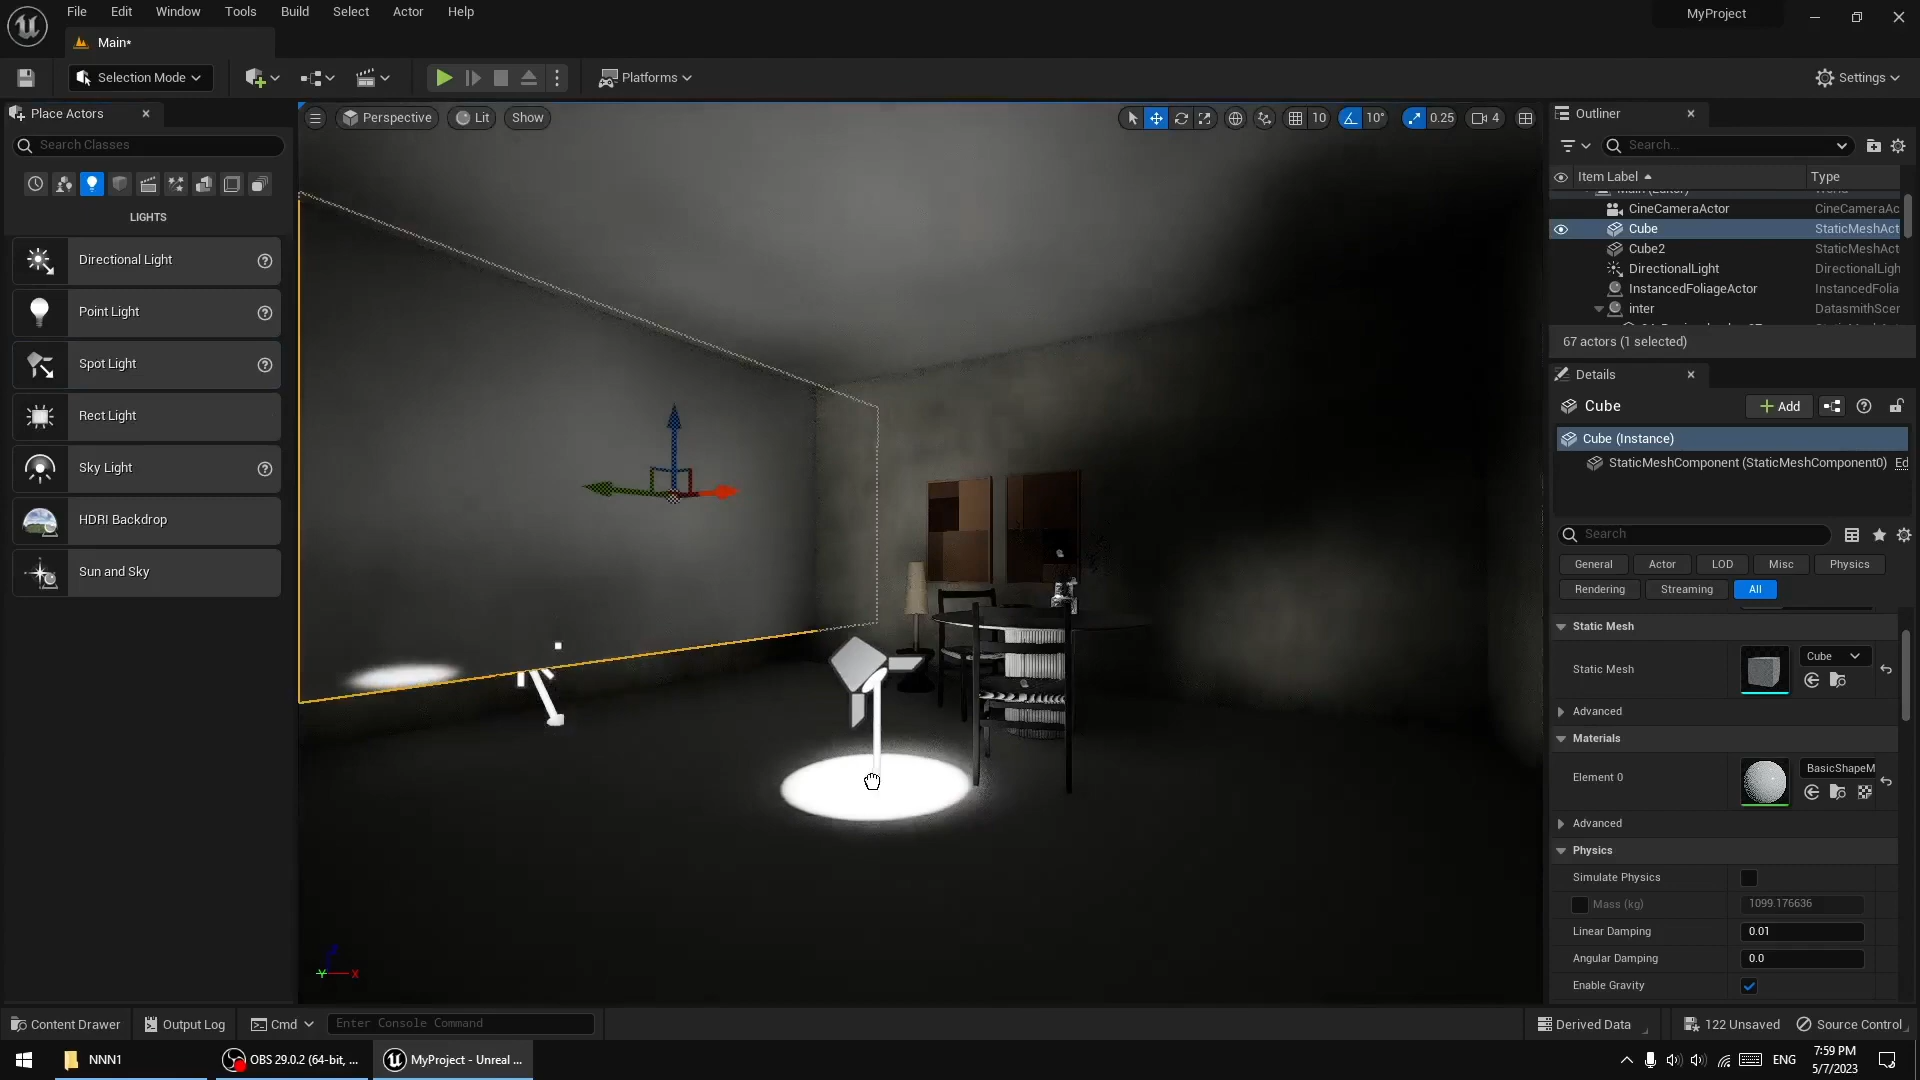 File Edit Window Tools Build Select Actor Help
MyProject
Main*
Selection Mode
Platforms
Settings
Place Actors
Search Classes
LIGHTS
Directional Light
Point Light
Spot Light
Rect Light
Sky Light
HDRI Backdrop
Sun and Sky
Perspective
Lit
Show
10
10°
0.25
4
Outliner
Search...
Item Label
Type
Main (Editor)
World
CineCameraActor
CineCameraAc
Cube
StaticMeshAct
Cube2
StaticMeshAct
DirectionalLight
DirectionalLigh
InstancedFoliageActor
InstancedFolia
inter
DatasmithScer
67 actors (1 selected)
Details
Cube
Add
Cube (Instance)
StaticMeshComponent (StaticMeshComponent0)
Ed
Search
General
Actor
LOD
Misc
Physics
Rendering
Streaming
All
Static Mesh
Static Mesh
Cube
Advanced
Materials
Element 0
BasicShapeM
Advanced
Physics
Simulate Physics
Mass (kg)
1099.176636
Linear Damping
0.01
Angular Damping
0.0
Enable Gravity
Y
X
Content Drawer
Output Log
Cmd
Enter Console Command
Derived Data
122 Unsaved
Source Control
NNN1
OBS 29.0.2 (64-bit, ...
MyProject - Unreal ...
ENG
7:59 PM
5/7/2023